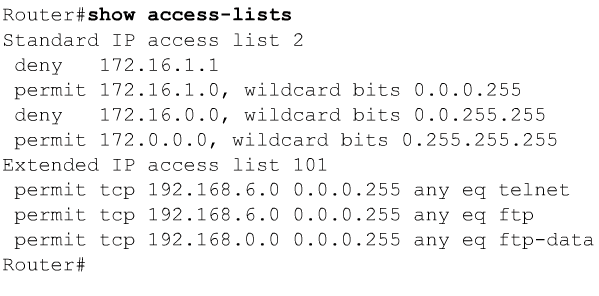 Router#show access-lists
Standard IP access list 2
 deny   172.16.1.1
 permit 172.16.1.0, wildcard bits 0.0.0.255
 deny   172.16.0.0, wildcard bits 0.0.255.255
 permit 172.0.0.0, wildcard bits 0.255.255.255
Extended IP access list 101
 permit tcp 192.168.6.0 0.0.0.255 any eq telnet
 permit tcp 192.168.6.0 0.0.0.255 any eq ftp
 permit tcp 192.168.0.0 0.0.0.255 any eq ftp-data
Router#